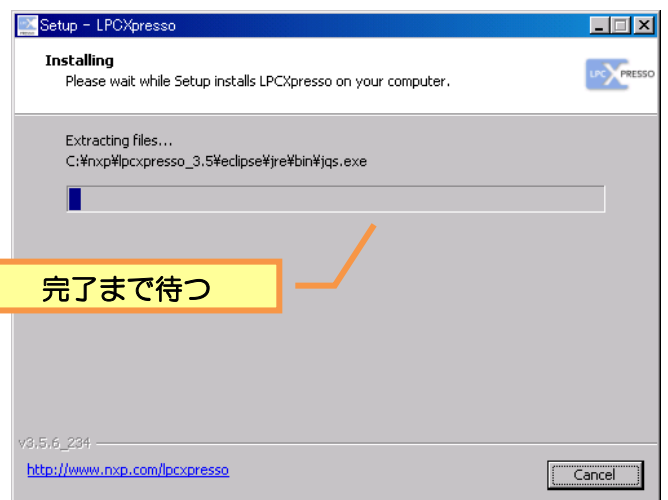 Setup - LPCXpresso
Installing
Please wait while Setup installs LPCXpresso on your computer.
LPC XPRESSO
Extracting files...
C:¥nxp¥lpcxpresso_3.5¥eclipse¥jre¥bin¥jqs.exe
完了まで待つ
v3.5.6_234
http://www.nxp.com/lpcxpresso
Cancel